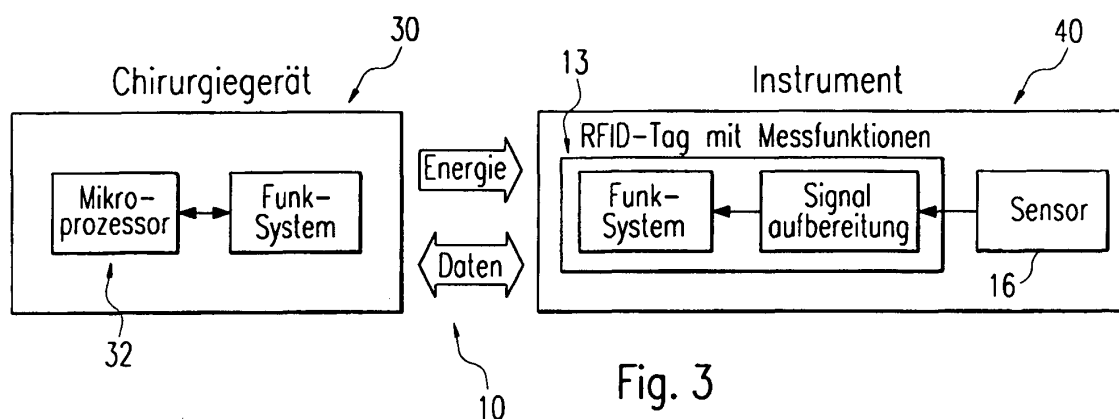 30
Chirurgiegerät
Mikro-
prozessor
Funk-
System
32
Energie
Daten
10
40
Instrument
13
RFID-Tag mit Messfunktionen
Funk-
System
Signal
aufbereitung
Sensor
16
Fig. 3